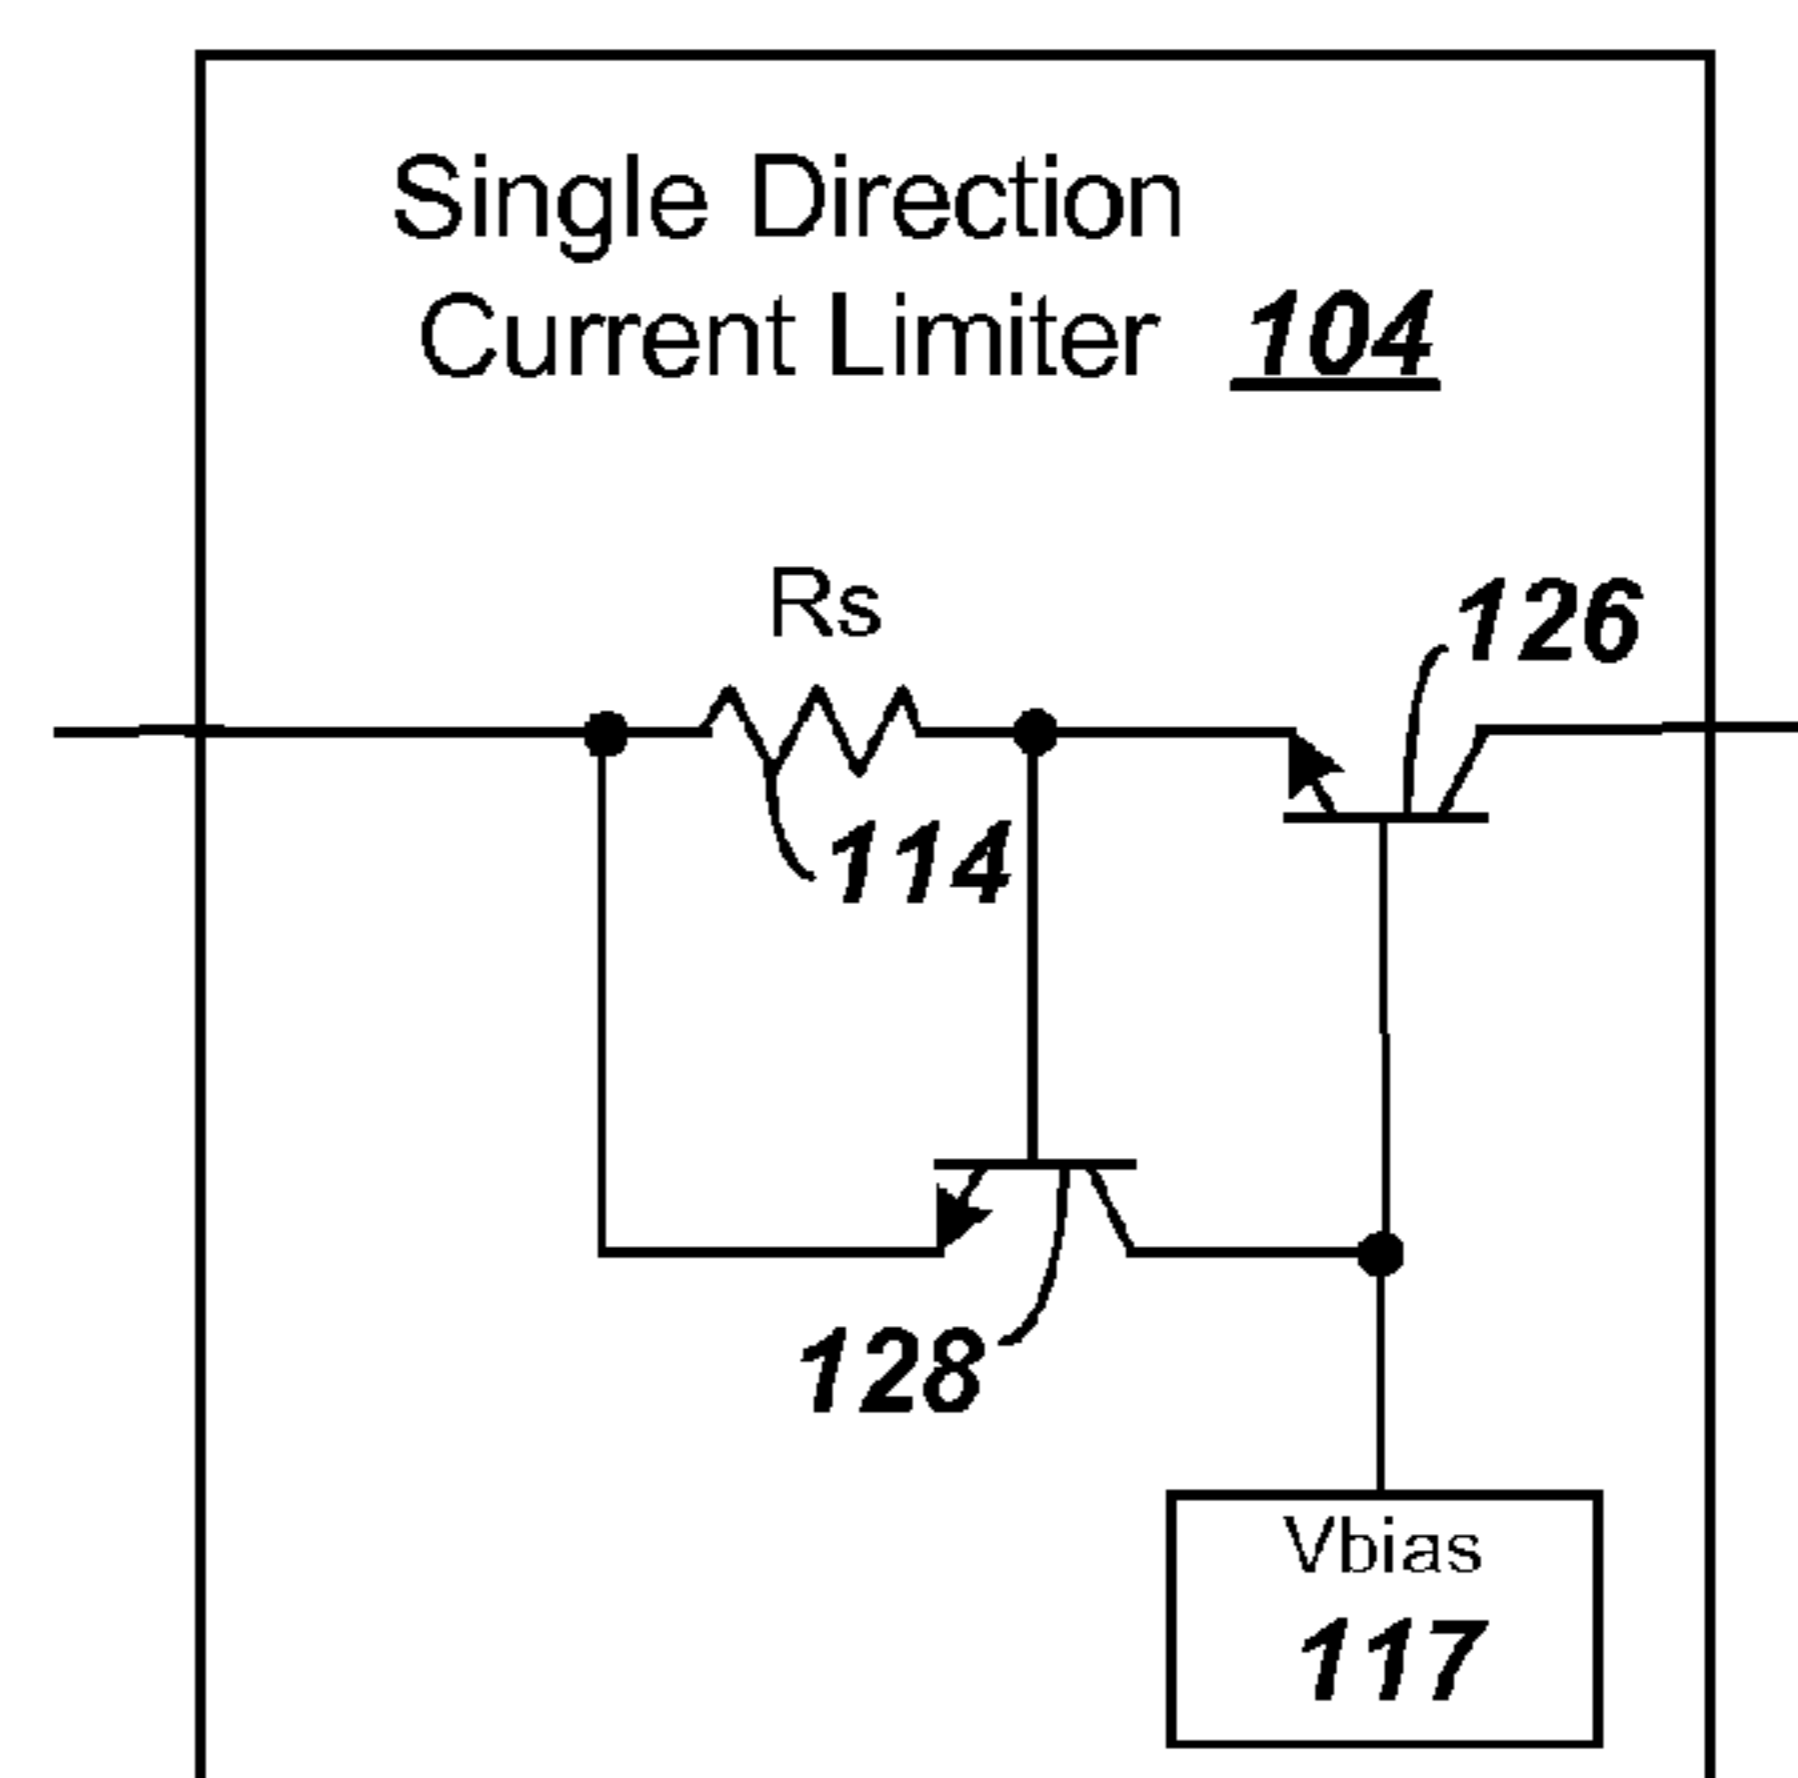 Single Direction
Current Limiter 104
Rs
126
114
128
Vbias
117